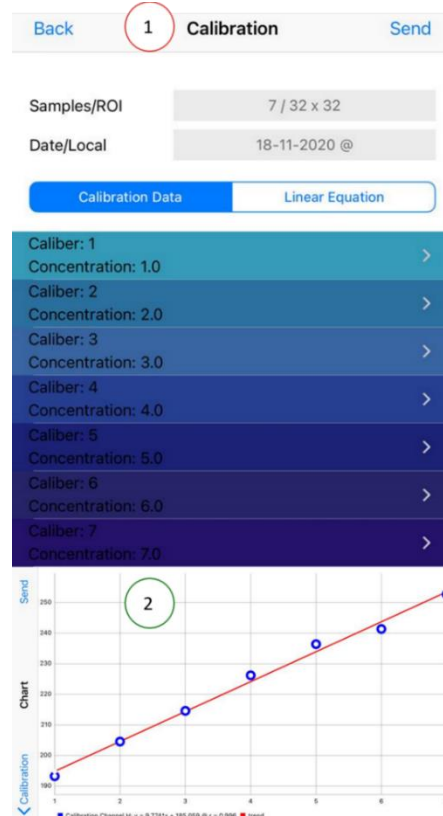 Back 1 Calibration Send
Samples/ROI 7 / 32 x 32
Date/Local 18-11-2020 @
Calibration Data Linear Equation
Caliber: 1
Concentration: 1.0
Caliber: 2
Concentration: 2.0
Caliber: 3
Concentration: 3.0
Caliber: 4
Concentration: 4.0
Caliber: 5
Concentration: 5.0
Caliber: 6
Concentration: 6.0
Caliber: 7
Concentration: 7.0
Send
Chart
Calibration
2
250
240
230
220
210
200
190
1 2 3 4 5 6
Calibration Channel H: trend